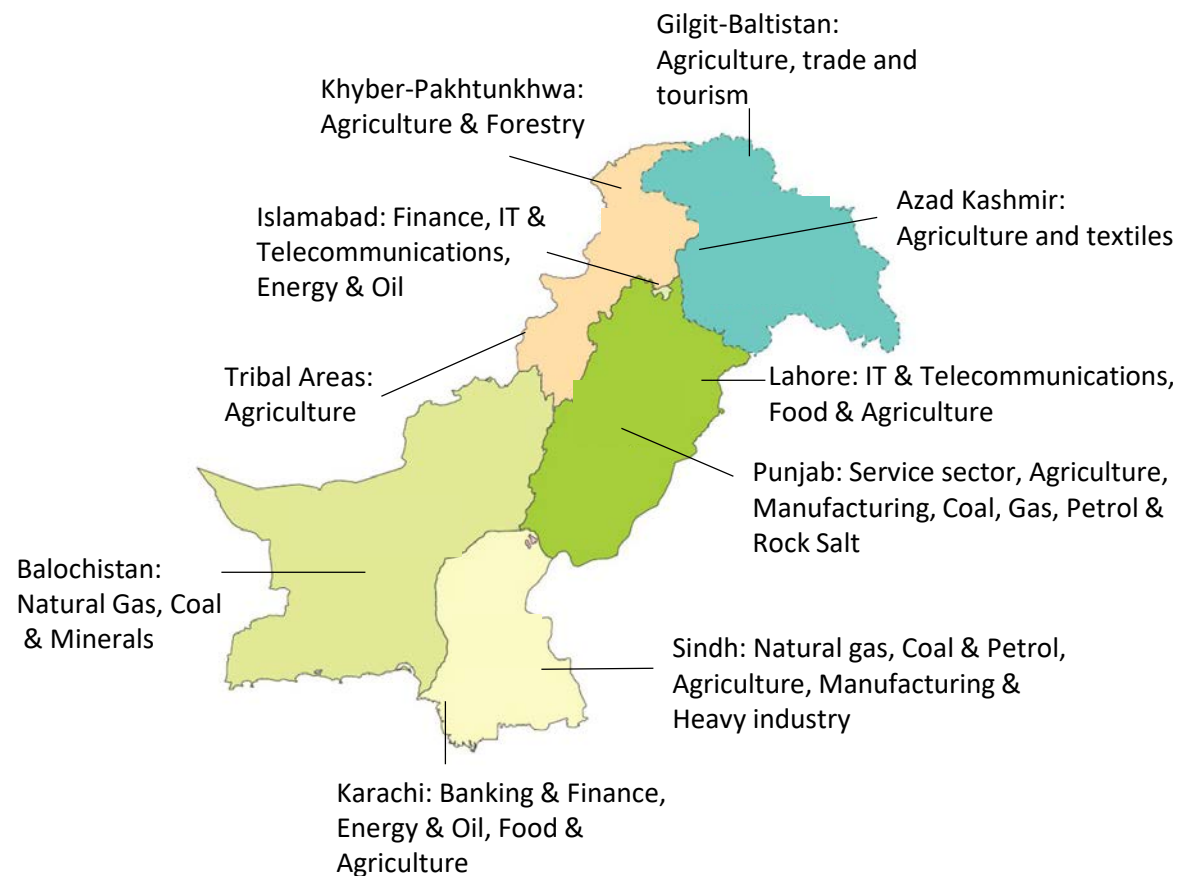 Gilgit-Baltistan:
Agriculture, trade and
tourism
Khyber-Pakhtunkhwa:
Agriculture & Forestry
Azad Kashmir:
Agriculture and textiles
Islamabad: Finance, IT &
Telecommunications,
Energy & Oil
Tribal Areas:
Agriculture
Lahore: IT & Telecommunications,
Food & Agriculture
Punjab: Service sector, Agriculture,
Manufacturing, Coal, Gas, Petrol &
Rock Salt
Balochistan:
Natural Gas, Coal
& Minerals
Sindh: Natural gas, Coal & Petrol,
Agriculture, Manufacturing &
Heavy industry
Karachi: Banking & Finance,
Energy & Oil, Food &
Agriculture